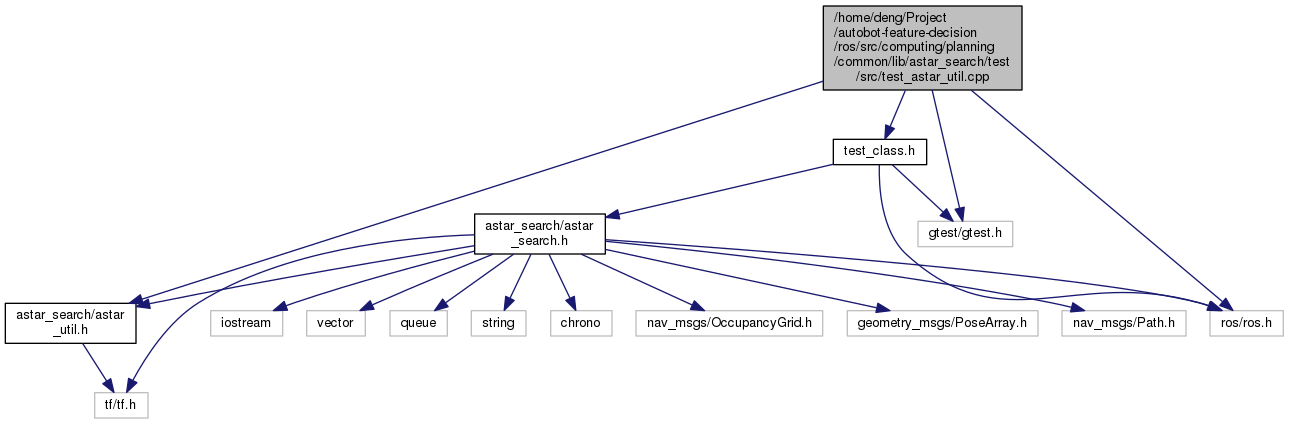 /home/deng/Project
/autobot-feature-decision
/ros/src/computing/planning
/common/lib/astar_search/test
/src/test_astar_util.cpp
test_class.h
astar_search/astar
_search.h
gtest/gtest.h
astar_search/astar
_util.h
iostream
vector
queue
string
chrono
nav_msgs/OccupancyGrid.h
geometry_msgs/PoseArray.h
nav_msgs/Path.h
ros/ros.h
tf/tf.h